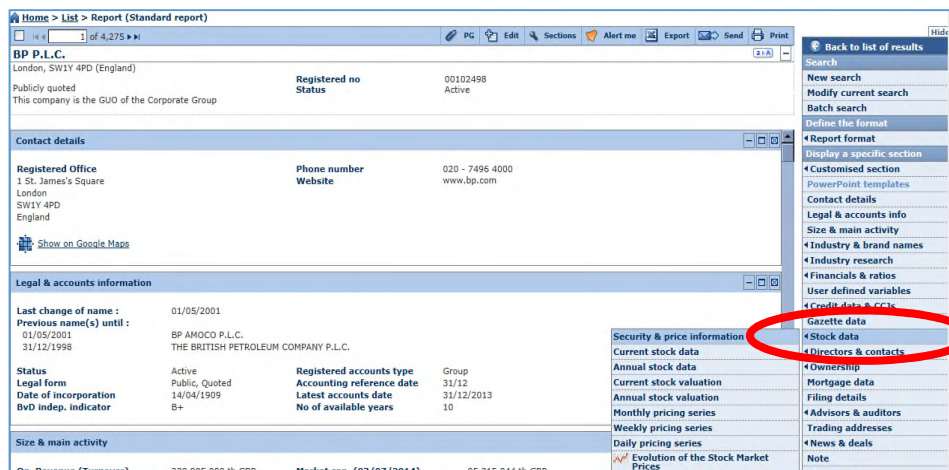 Home > List > Report (Standard report)
1 of 4,275 PG Edit Sections Alert me Export Send Print
BP P.L.C.
London, SW1Y 4PD (England)
Registered no 00102498
Publicly quoted Status Active
This company is the GUO of the Corporate Group
Contact details
Registered Office Phone number 020 - 7496 4000
1 St. James's Square Website www.bp.com
London
SW1Y 4PD
England
Show on Google Maps
Legal & accounts information
Last change of name : 01/05/2001
Previous name(s) until :
01/05/2001 BP AMOCO P.L.C.
31/12/1998 THE BRITISH PETROLEUM COMPANY P.L.C.
Status Active Registered accounts type Group
Legal form Public, Quoted Accounting reference date 31/12
Date of incorporation 14/04/1909 Latest accounts date 31/12/2013
BvD indep. indicator B+ No of available years 10
Size & main activity
Security & price information
Current stock data
Annual stock data
Current stock valuation
Annual stock valuation
Monthly pricing series
Weekly pricing series
Daily pricing series
Evolution of the Stock Market
Prices
Hide
Back to list of results
Search
New search
Modify current search
Batch search
Define the format
Report format
Display a specific section
Customised section
PowerPoint templates
Contact details
Legal & accounts info
Size & main activity
Industry & brand names
Industry research
Financials & ratios
User defined variables
Credit data & CCJs
Gazette data
Stock data
Directors & contacts
Ownership
Mortgage data
Filing details
Advisors & auditors
Trading addresses
News & deals
Note